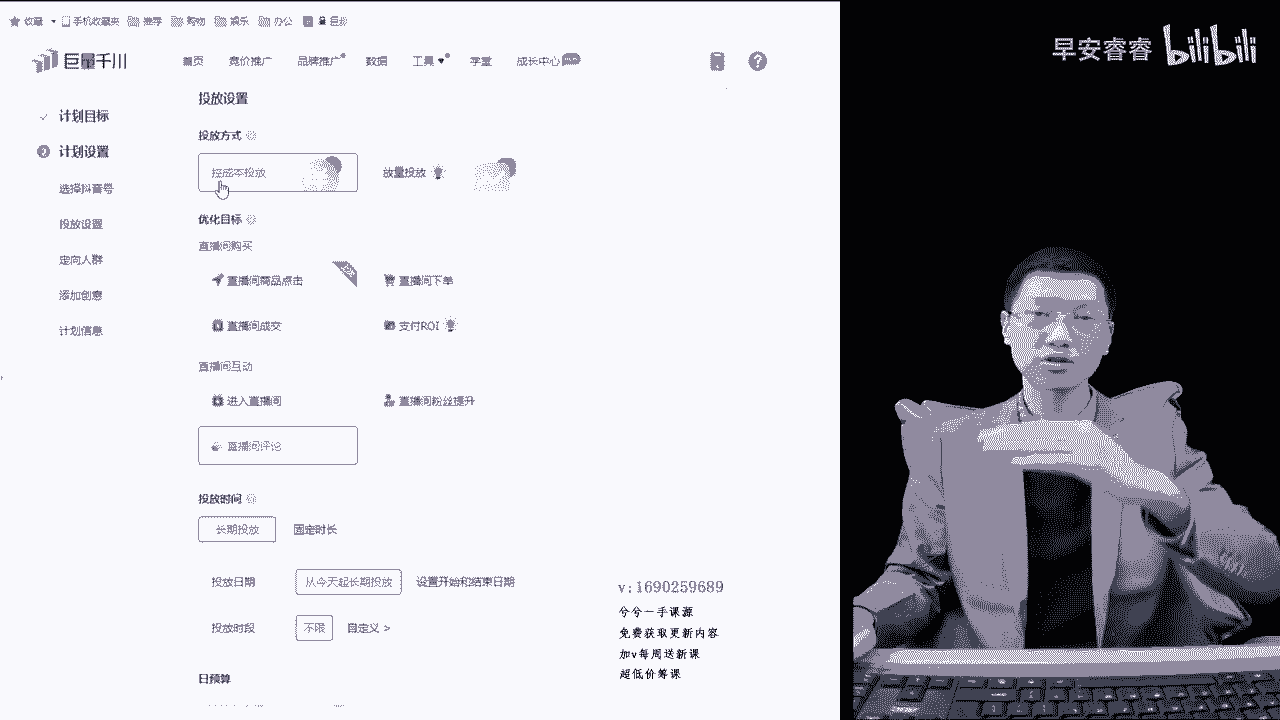 收藏 手机收藏夹 推荐 购物 娱乐 办公 巨量
巨量千川 首页 竞价推广 品牌推广 数据 工具 学堂 成长中心
早安睿睿 bilibili
计划目标
计划设置
选择抖音号
投放设置
定向人群
添加创意
计划信息
投放设置
投放方式
控成本投放 放量投放
优化目标
直播间购买
直播间商品点击 直播间下单
直播间成交 支付ROI
直播间互动
进入直播间 直播间粉丝提升
直播间评论
投放时间
长期投放 固定时长
投放日期 从今天起长期投放 设置开始和结束日期
投放时段 不限 自定义 >
日预算
v:1690259689
兮兮一手课源
免费获取更新内容
加v每周送新课
超低价筹课